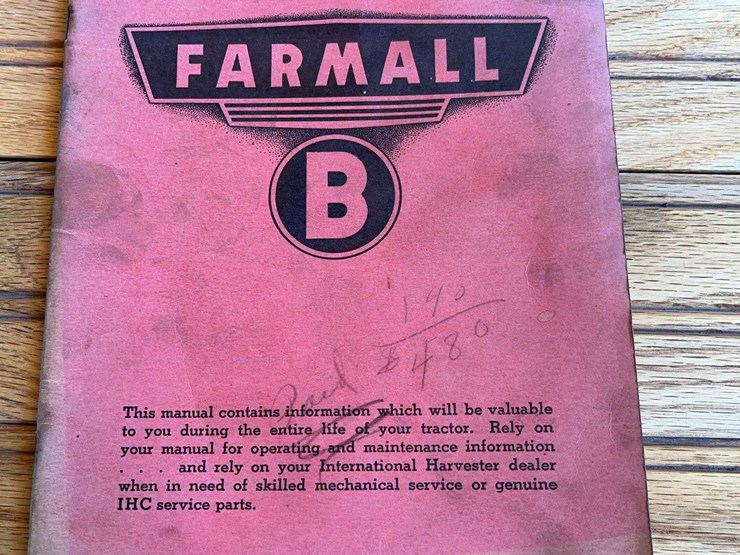 FARMALL
B
190
Paid $480
This manual contains information which will be valuable
to you during the entire life of your tractor. Rely on
your manual for operating and maintenance information
. . . and rely on your International Harvester dealer
when in need of skilled mechanical service or genuine
IHC service parts.